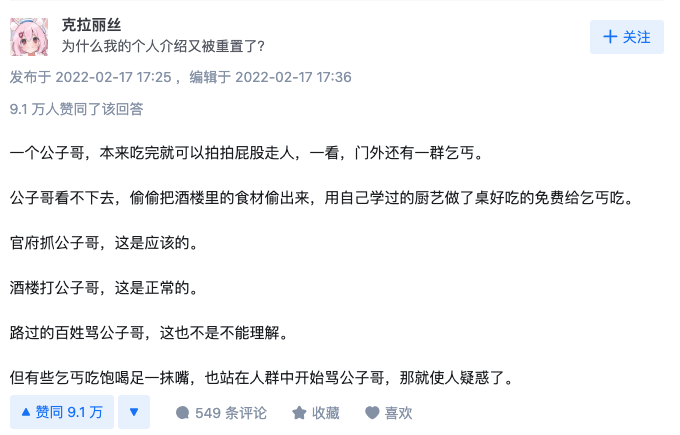 克拉丽丝
为什么我的个人介绍又被重置了?
+ 关注
发布于 2022-02-17 17:25 ，编辑于 2022-02-17 17:36
9.1 万人赞同了该回答
一个公子哥，本来吃完就可以拍拍屁股走人，一看，门外还有一群乞丐。
公子哥看不下去，偷偷把酒楼里的食材偷出来，用自己学过的厨艺做了桌好吃的免费给乞丐吃。
官府抓公子哥，这是应该的。
酒楼打公子哥，这是正常的。
路过的百姓骂公子哥，这也不是不能理解。
但有些乞丐吃饱喝足一抹嘴，也站在人群中开始骂公子哥，那就使人疑惑了。
赞同 9.1 万 549 条评论 收藏 喜欢